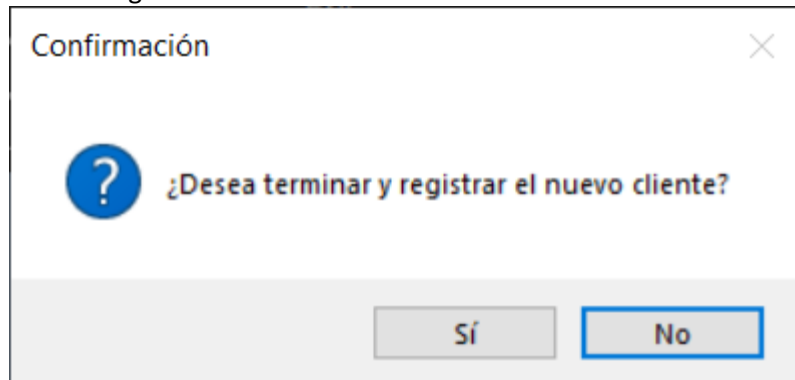 Confirmación
¿Desea terminar y registrar el nuevo cliente?
Sí
No